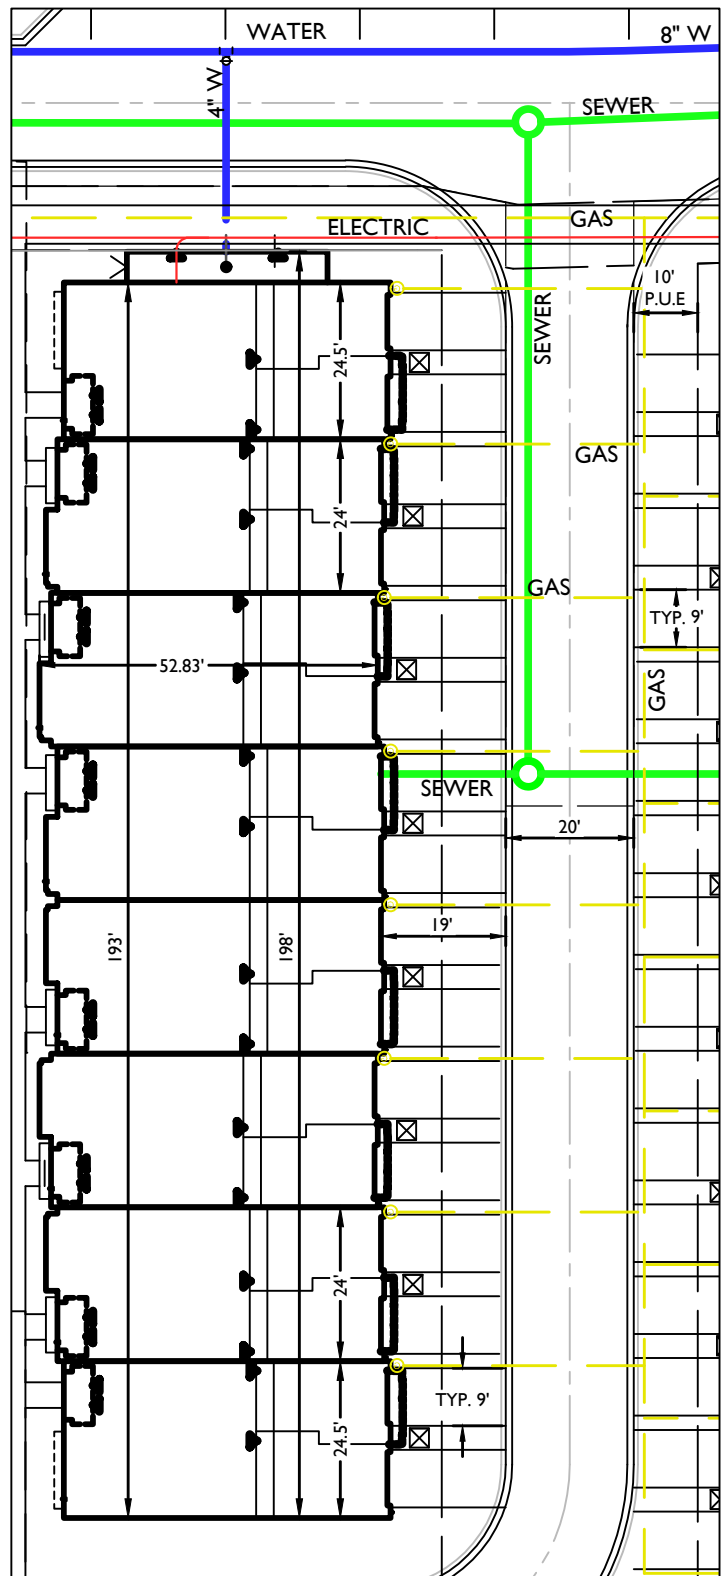 WATER
8" W
4" W
SEWER
GAS
ELECTRIC
10'
P.U.E
SEWER
24.5'
GAS
24'
GAS
TYP. 9'
52.83'
GAS
SEWER
20'
19'
193'
198'
24'
TYP. 9'
24.5'